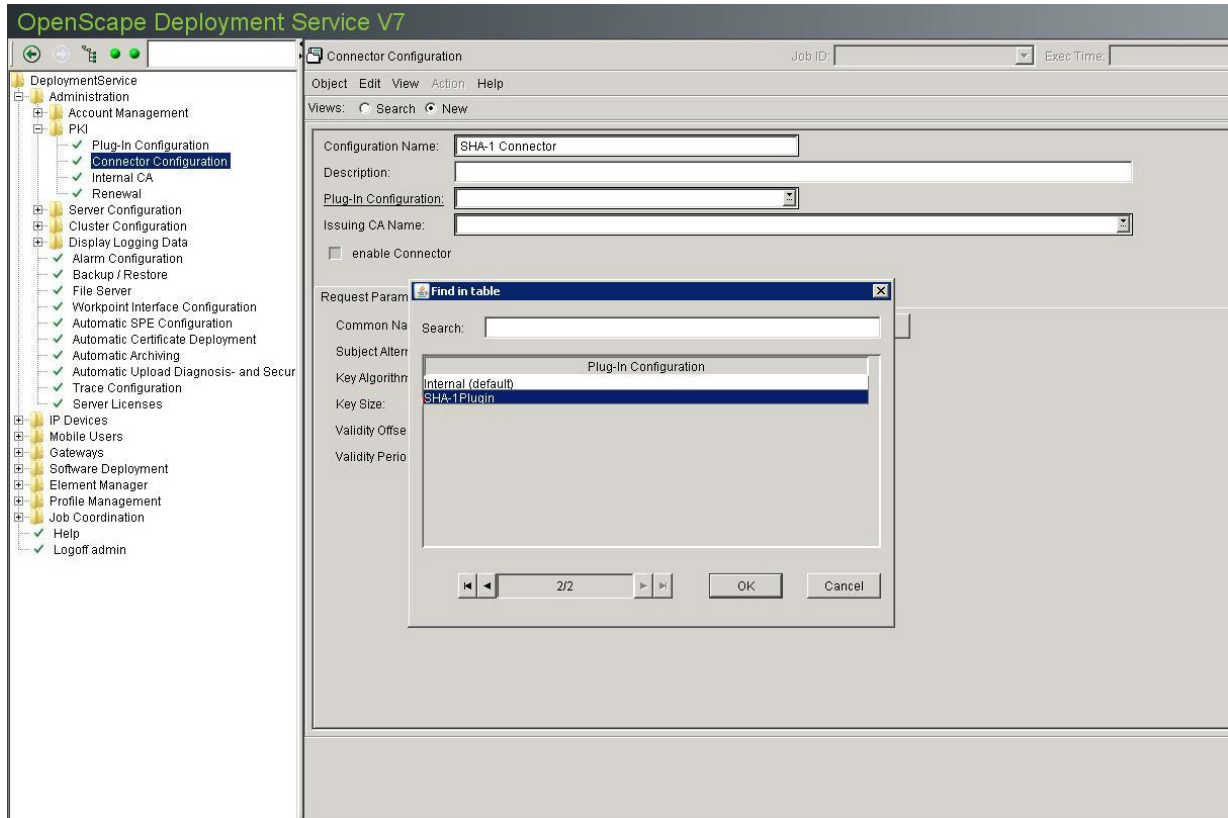 OpenScape Deployment Service V7
DeploymentService
Administration
Account Management
PKI
Plug-In Configuration
Connector Configuration
Internal CA
Renewal
Server Configuration
Cluster Configuration
Display Logging Data
Alarm Configuration
Backup / Restore
File Server
Workpoint Interface Configuration
Automatic SPE Configuration
Automatic Certificate Deployment
Automatic Archiving
Automatic Upload Diagnosis- and Secur
Trace Configuration
Server Licenses
IP Devices
Mobile Users
Gateways
Software Deployment
Element Manager
Profile Management
Job Coordination
Help
Logoff admin
Connector Configuration Job ID: Exec Time:
Object Edit View Action Help
Views: Search New
Configuration Name: SHA-1 Connector
Description:
Plug-In Configuration:
Issuing CA Name:
enable Connector
Request Param
Common Na
Subject Altern
Key Algorithm
Key Size:
Validity Offse
Validity Perio
Find in table
Search:
Plug-In Configuration
Internal (default)
SHA-1Plugin
2/2 OK Cancel